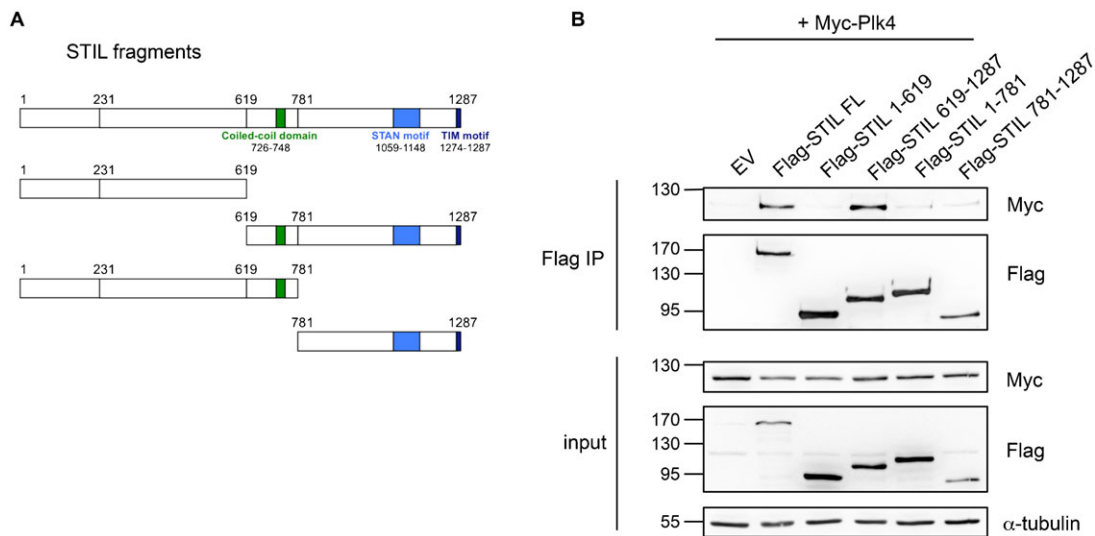 A
STIL fragments
1 231 619 781 1287
Coiled-coil domain STAN motif TIM motif
726-748 1059-1148 1274-1287
1 619
619 781 1287
1 231 619 781
781 1287
B
+ Myc-Plk4
EV
Flag-STIL FL
Flag-STIL 1-619
Flag-STIL 619-1287
Flag-STIL 1-781
Flag-STIL 781-1287
Flag IP
130
Myc
170
130
95
Flag
input
130
Myc
170
130
95
Flag
55
α-tubulin